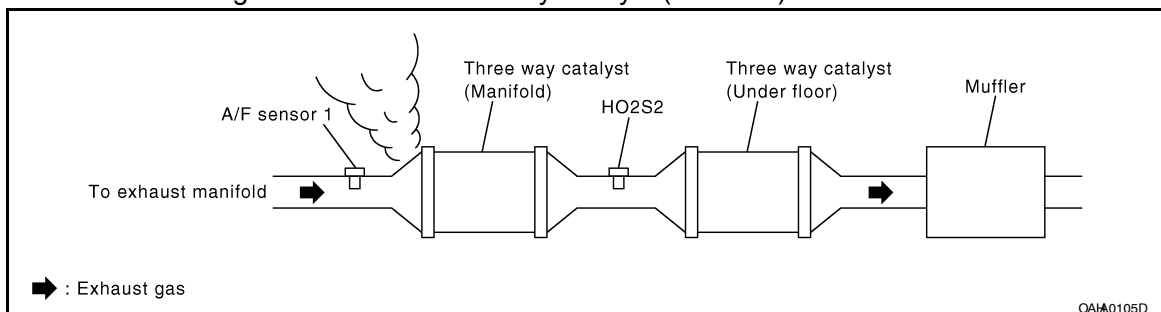 Three way catalyst
(Manifold)
Three way catalyst
(Under floor)
Muffler
A/F sensor 1
HO2S2
To exhaust manifold
: Exhaust gas